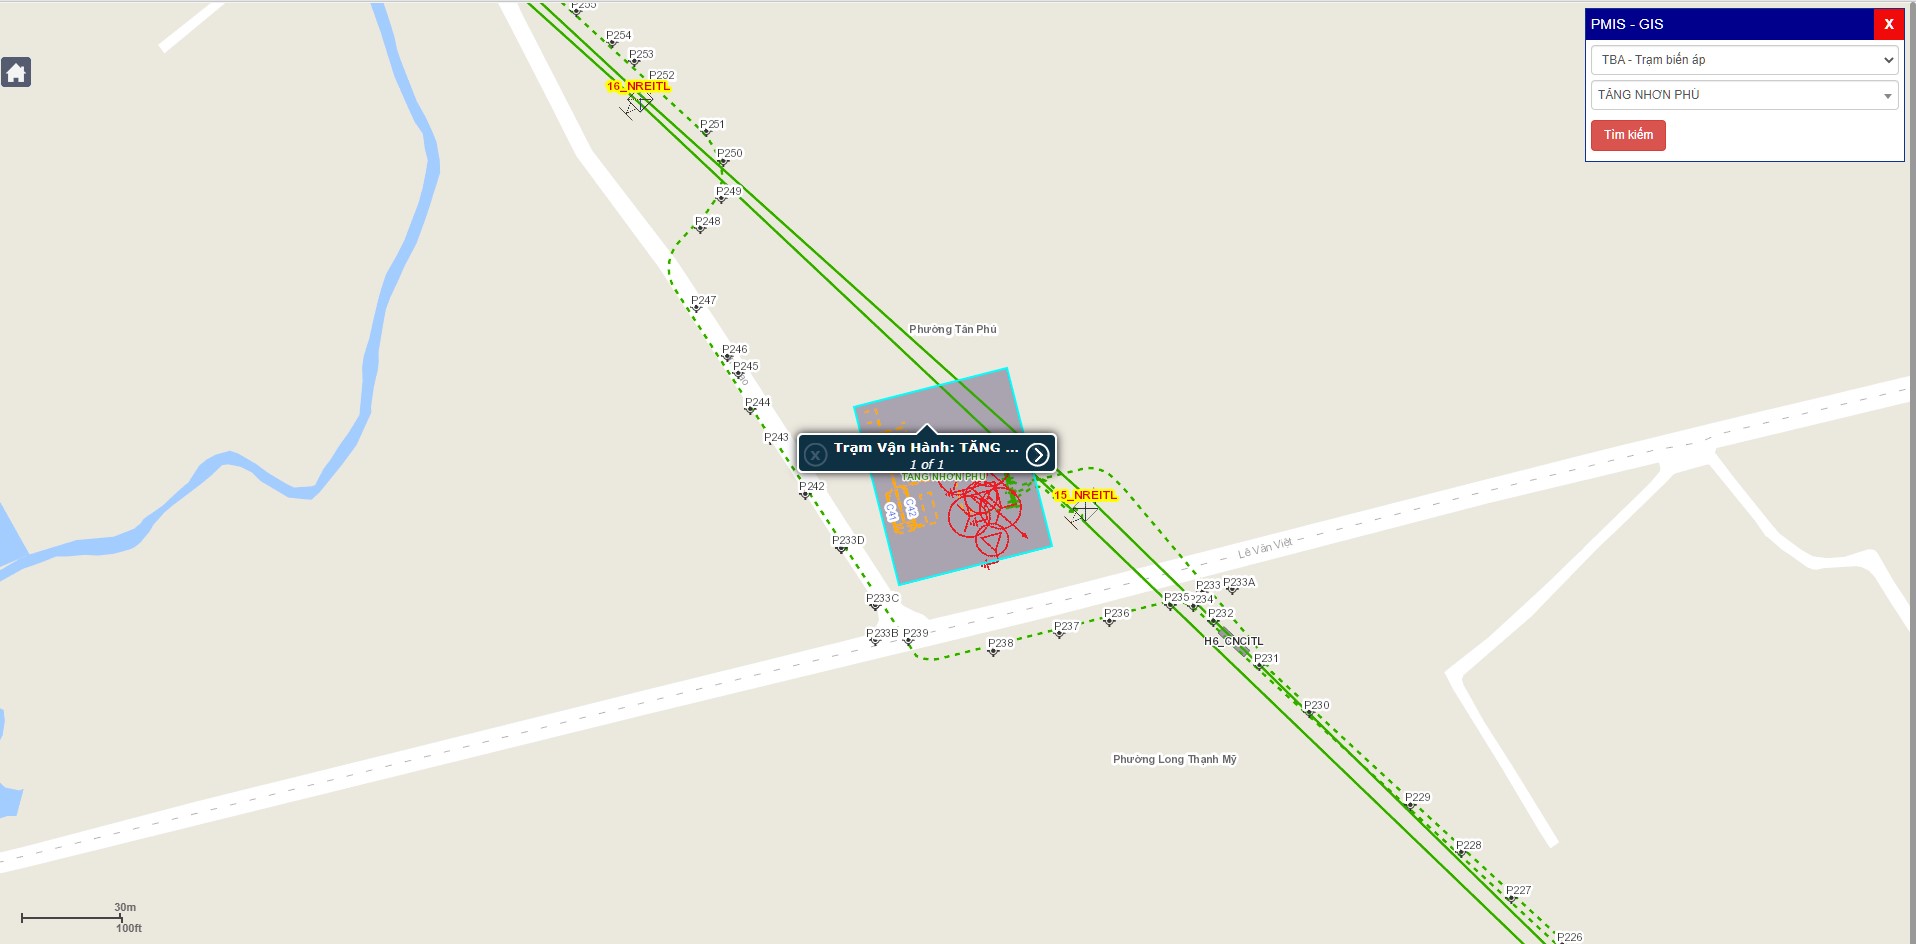 P255
P254
P253
P252
16_NREITL
P251
P250
P249
P248
P247
P246
P245
P244
P243
P242
P233D
P233C
P233B
P239
P238
P237
P236
P235
P234
P233
P233A
P232
H6_CNCITL
P231
P230
P229
P228
P227
P226
Phường Tân Phú
Trạm Vận Hành: TĂNG ...
1 of 1
TĂNG NHƠN PHÚ
C41
C42
15_NREITL
Lê Văn Việt
Phường Long Thạnh Mỹ
30m
100ft
PMIS - GIS
X
TBA - Trạm biến áp
TĂNG NHƠN PHÚ
Tìm kiếm